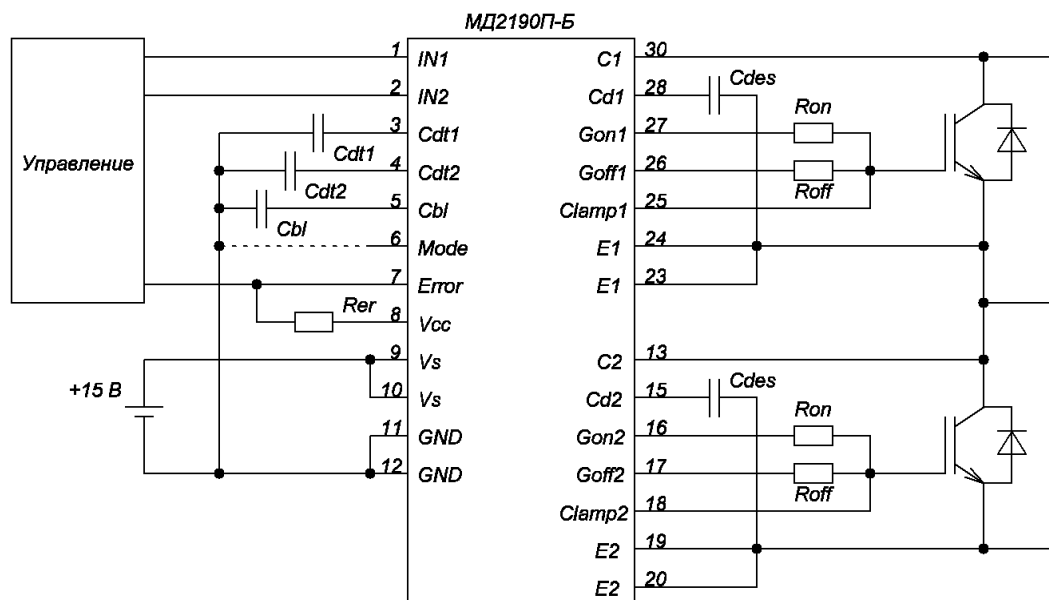 МД2190П-Б
Управление
1 IN1
2 IN2
3 Cdt1
Cdt1
4 Cdt2
Cdt2
5 Cbl
Cbl
6 Mode
7 Error
Rer
8 Vcc
9 Vs
+15 В
10 Vs
11 GND
12 GND
C1 30
Cdes
Cd1 28
Ron
Gon1 27
Goff1 26
Roff
Clamp1 25
E1 24
E1 23
C2 13
Cdes
Cd2 15
Ron
Gon2 16
Goff2 17
Roff
Clamp2 18
E2 19
E2 20